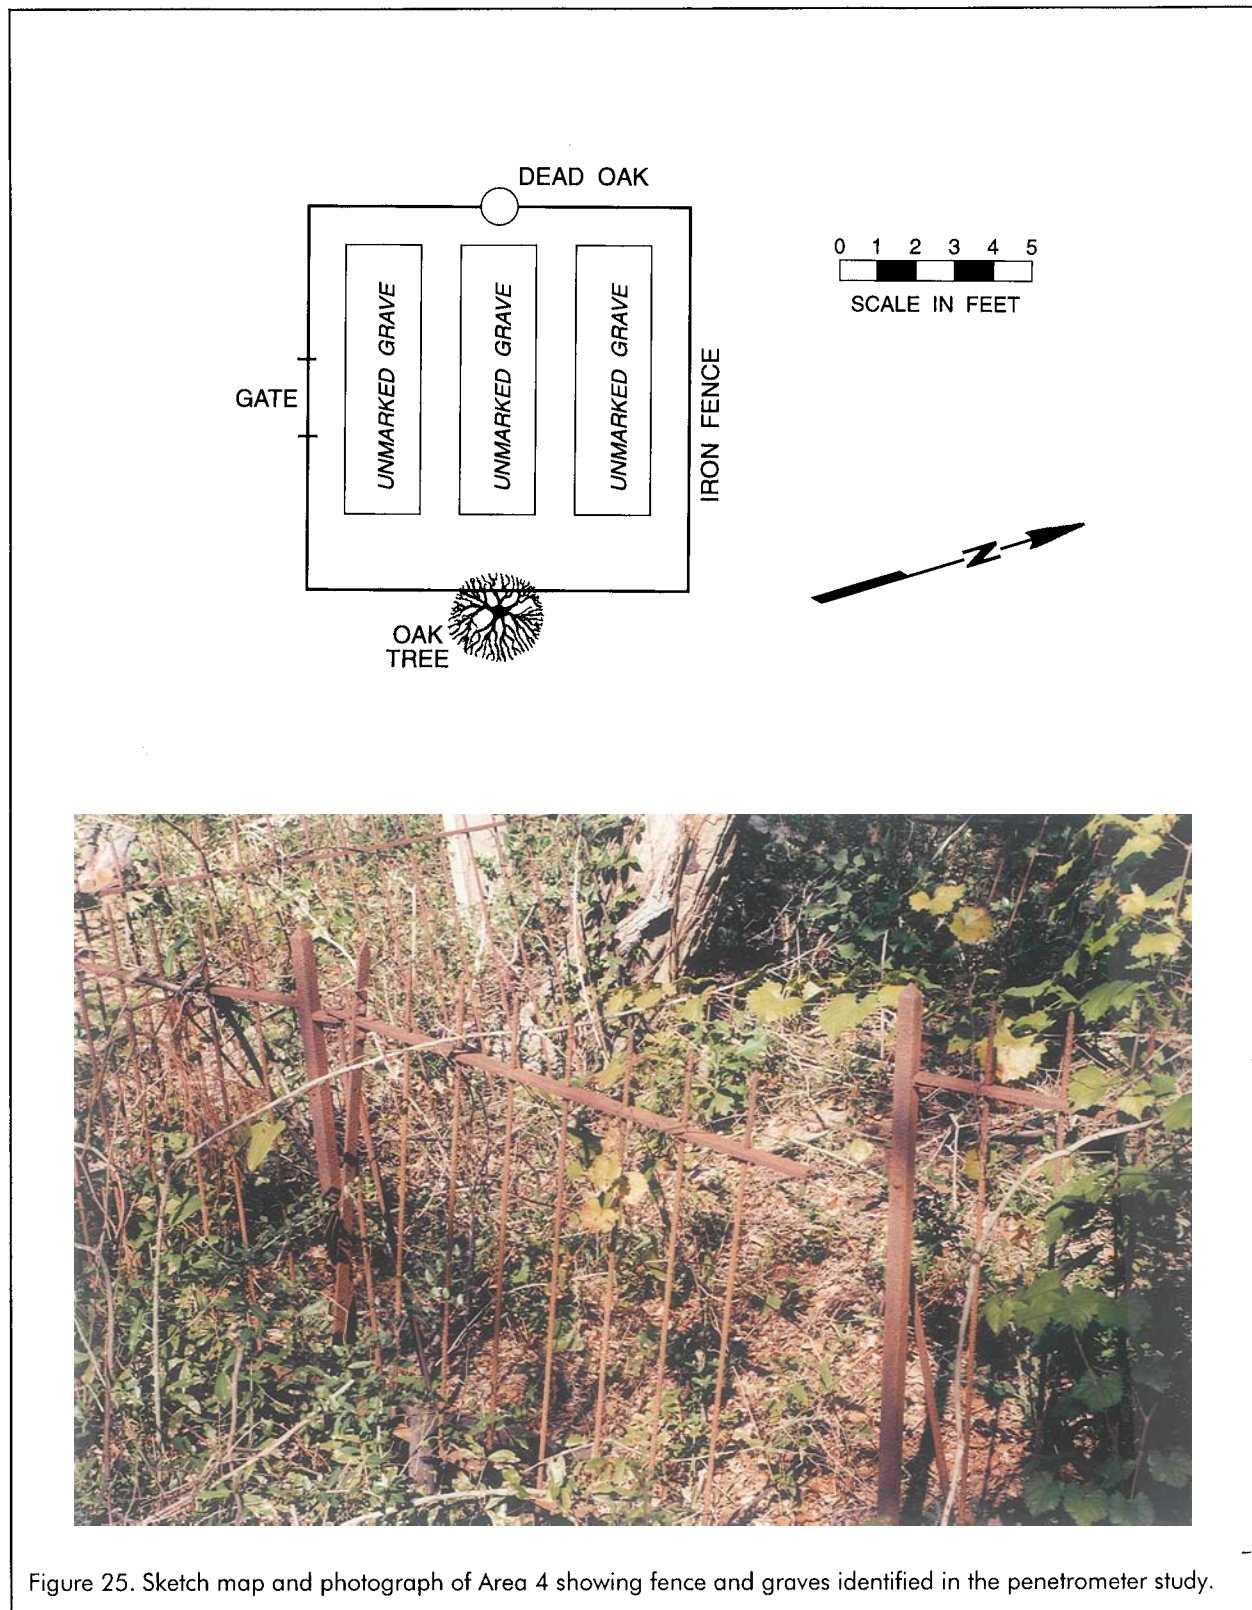 DEAD OAK
0 1 2 3 4 5
SCALE IN FEET
UNMARKED GRAVE
UNMARKED GRAVE
UNMARKED GRAVE
IRON FENCE
GATE
N
OAK
TREE
Figure 25. Sketch map and photograph of Area 4 showing fence and graves identified in the penetrometer study.